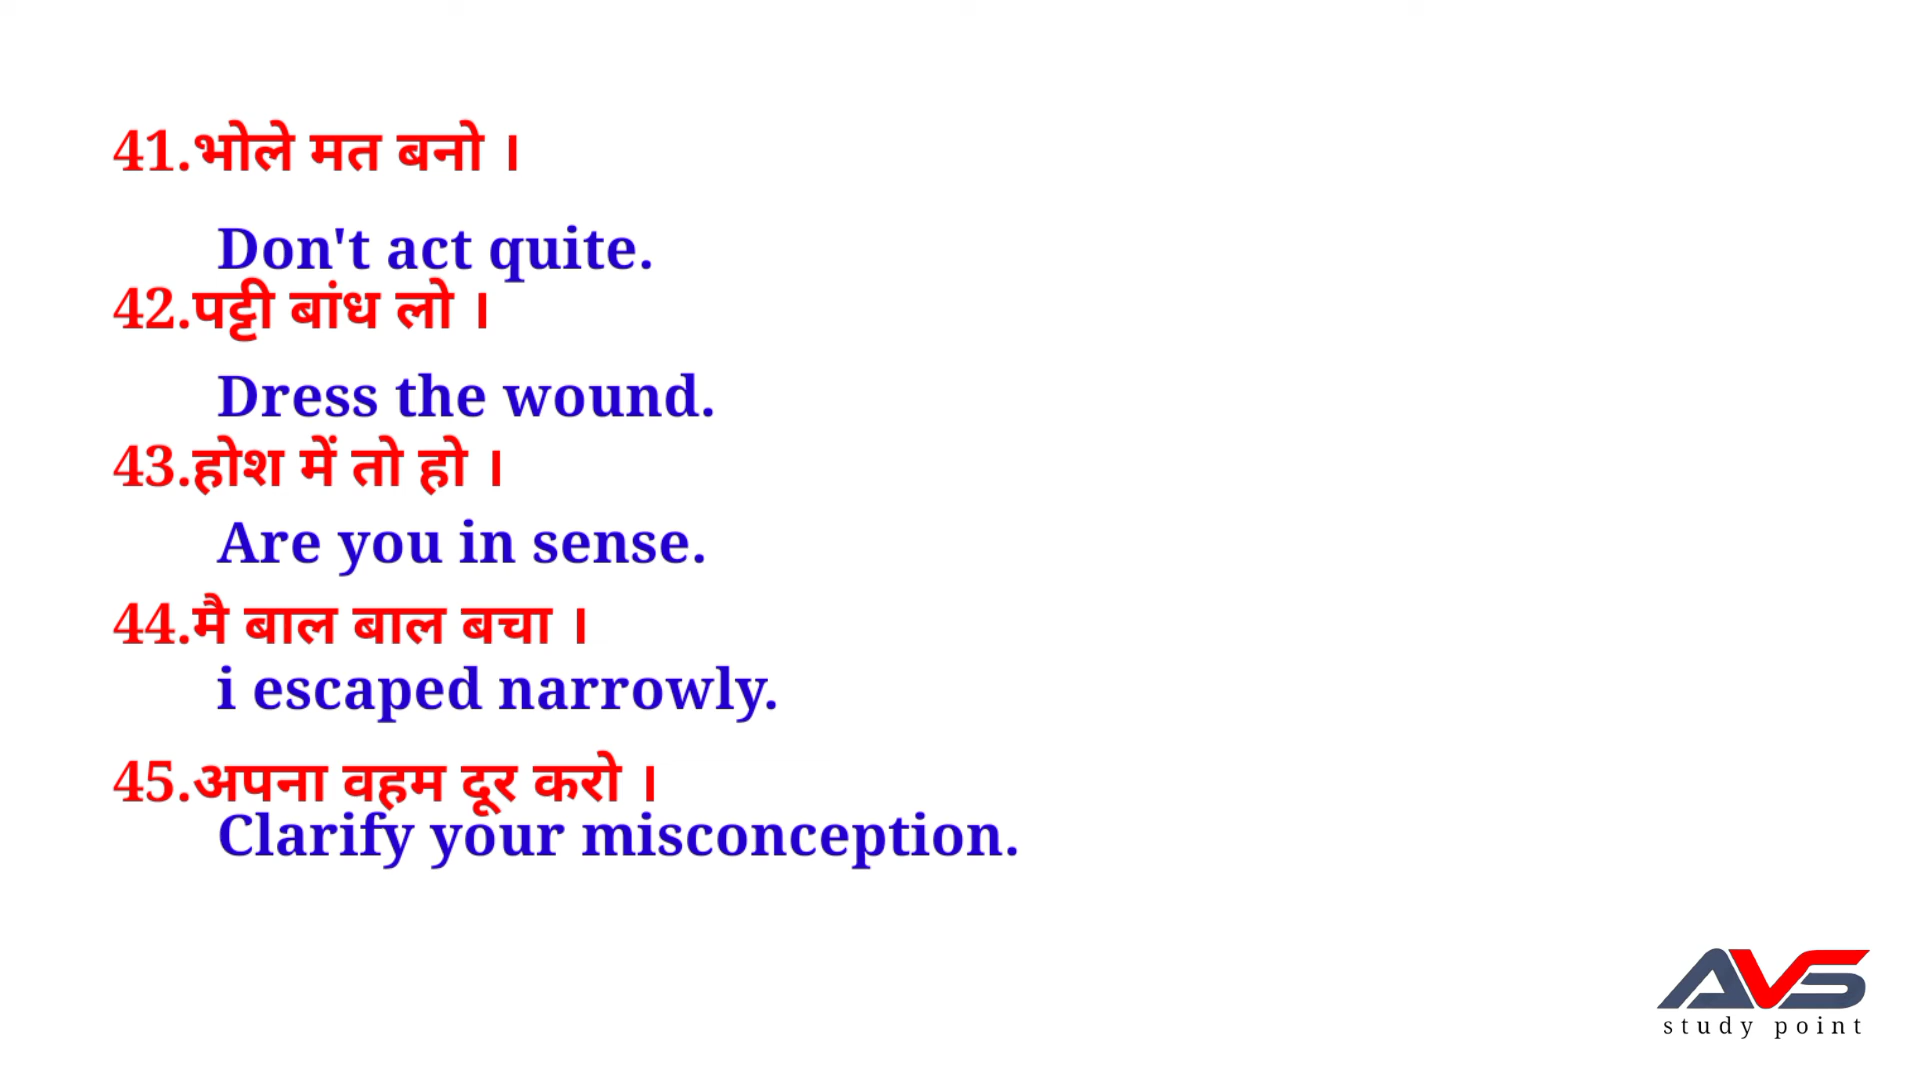 41.भोले मत बनो ।
Don't act quite.
42.पट्टी बांध लो ।
Dress the wound.
43.होश में तो हो ।
Are you in sense.
44.मै बाल बाल बचा ।
i escaped narrowly.
45.अपना वहम दूर करो ।
Clarify your misconception.
AVS
study point